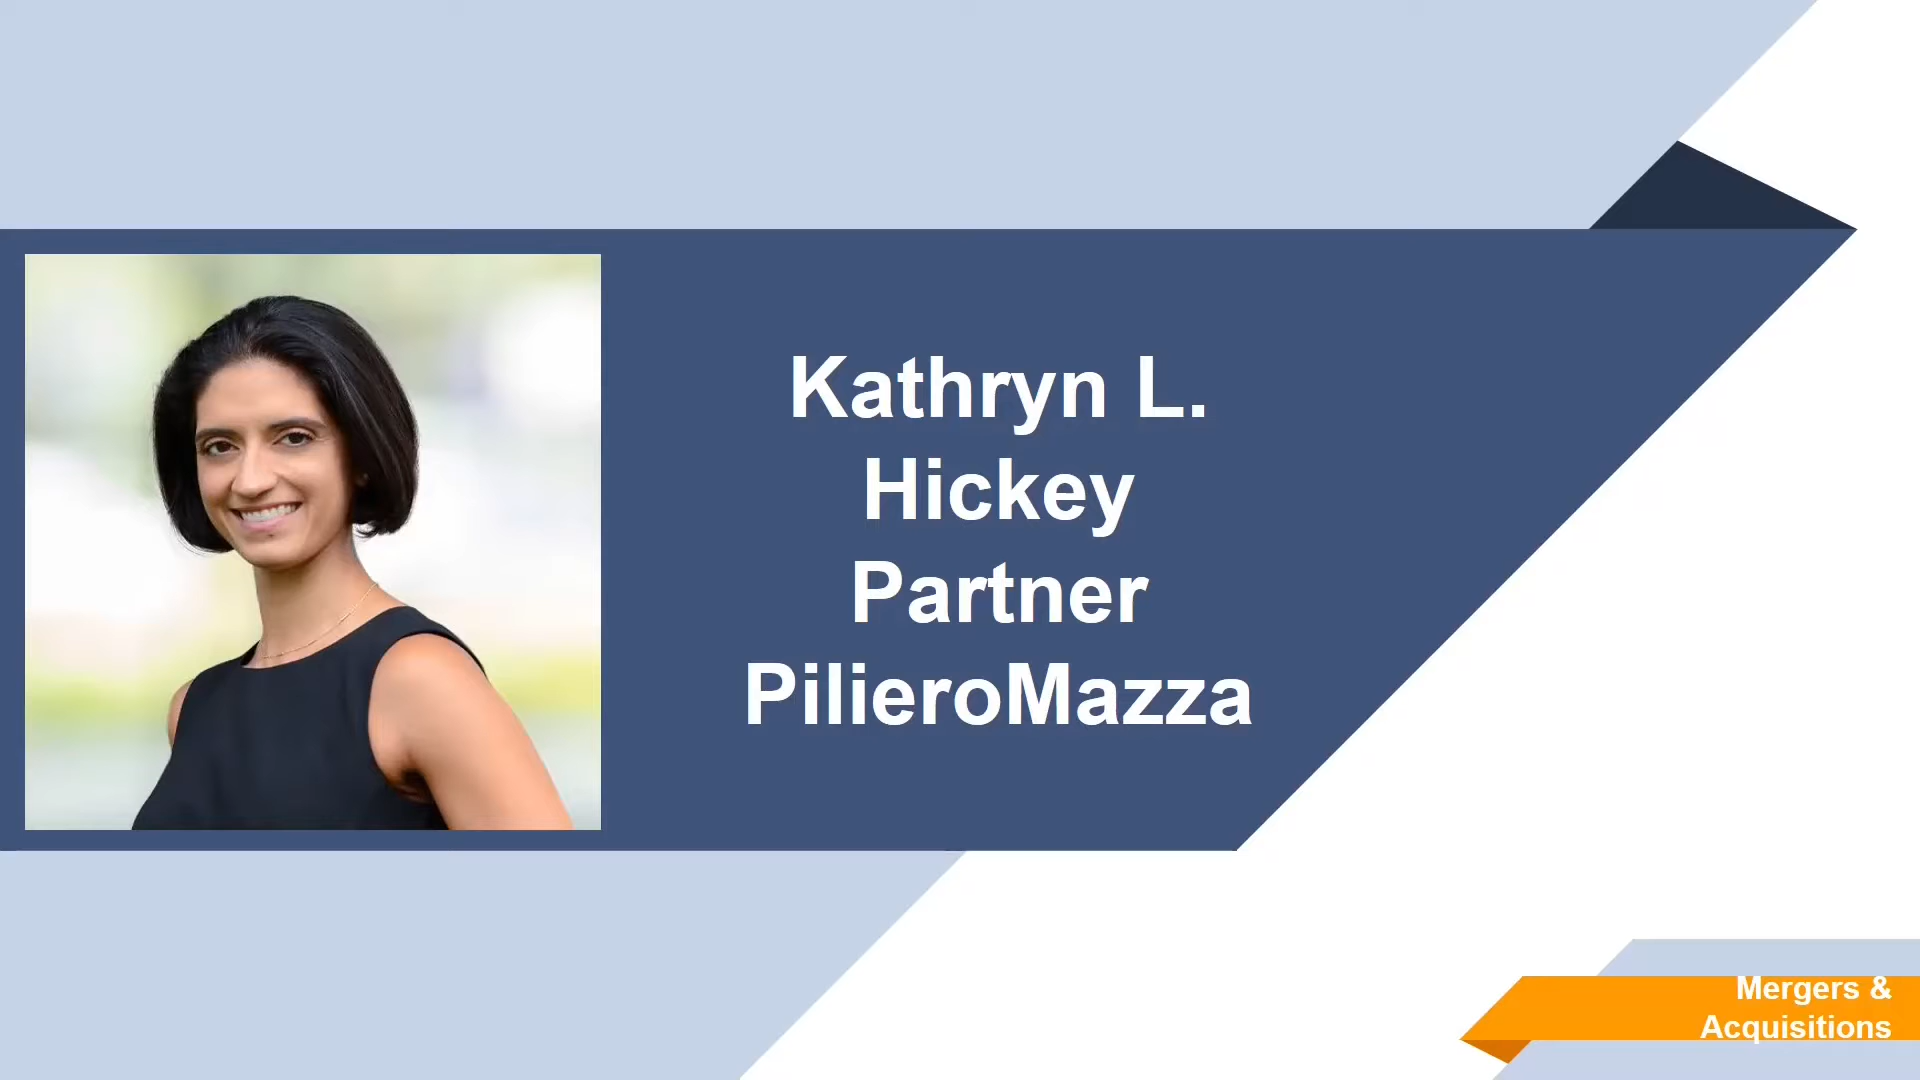 Kathryn L.
Hickey
Partner
PilieroMazza
Mergers &
Acquisitions